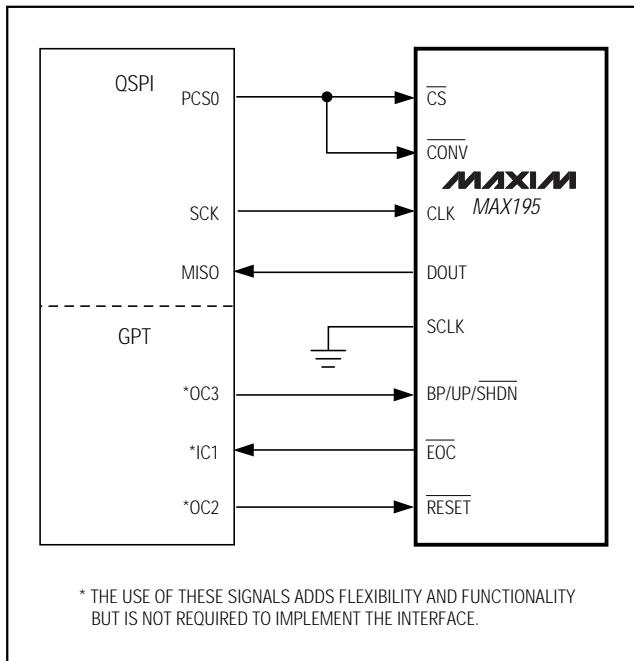 QSPI
PCS0
SCK
MISO
GPT
*OC3
*IC1
*OC2
CS
CONV
MAXIM
MAX195
CLK
DOUT
SCLK
BP/UP/SHDN
EOC
RESET
* THE USE OF THESE SIGNALS ADDS FLEXIBILITY AND FUNCTIONALITY
BUT IS NOT REQUIRED TO IMPLEMENT THE INTERFACE.